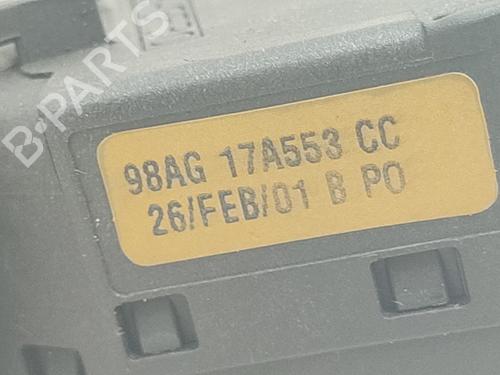 B-PARTS
98AG 17A553 CC
26/FEB/01 B PO